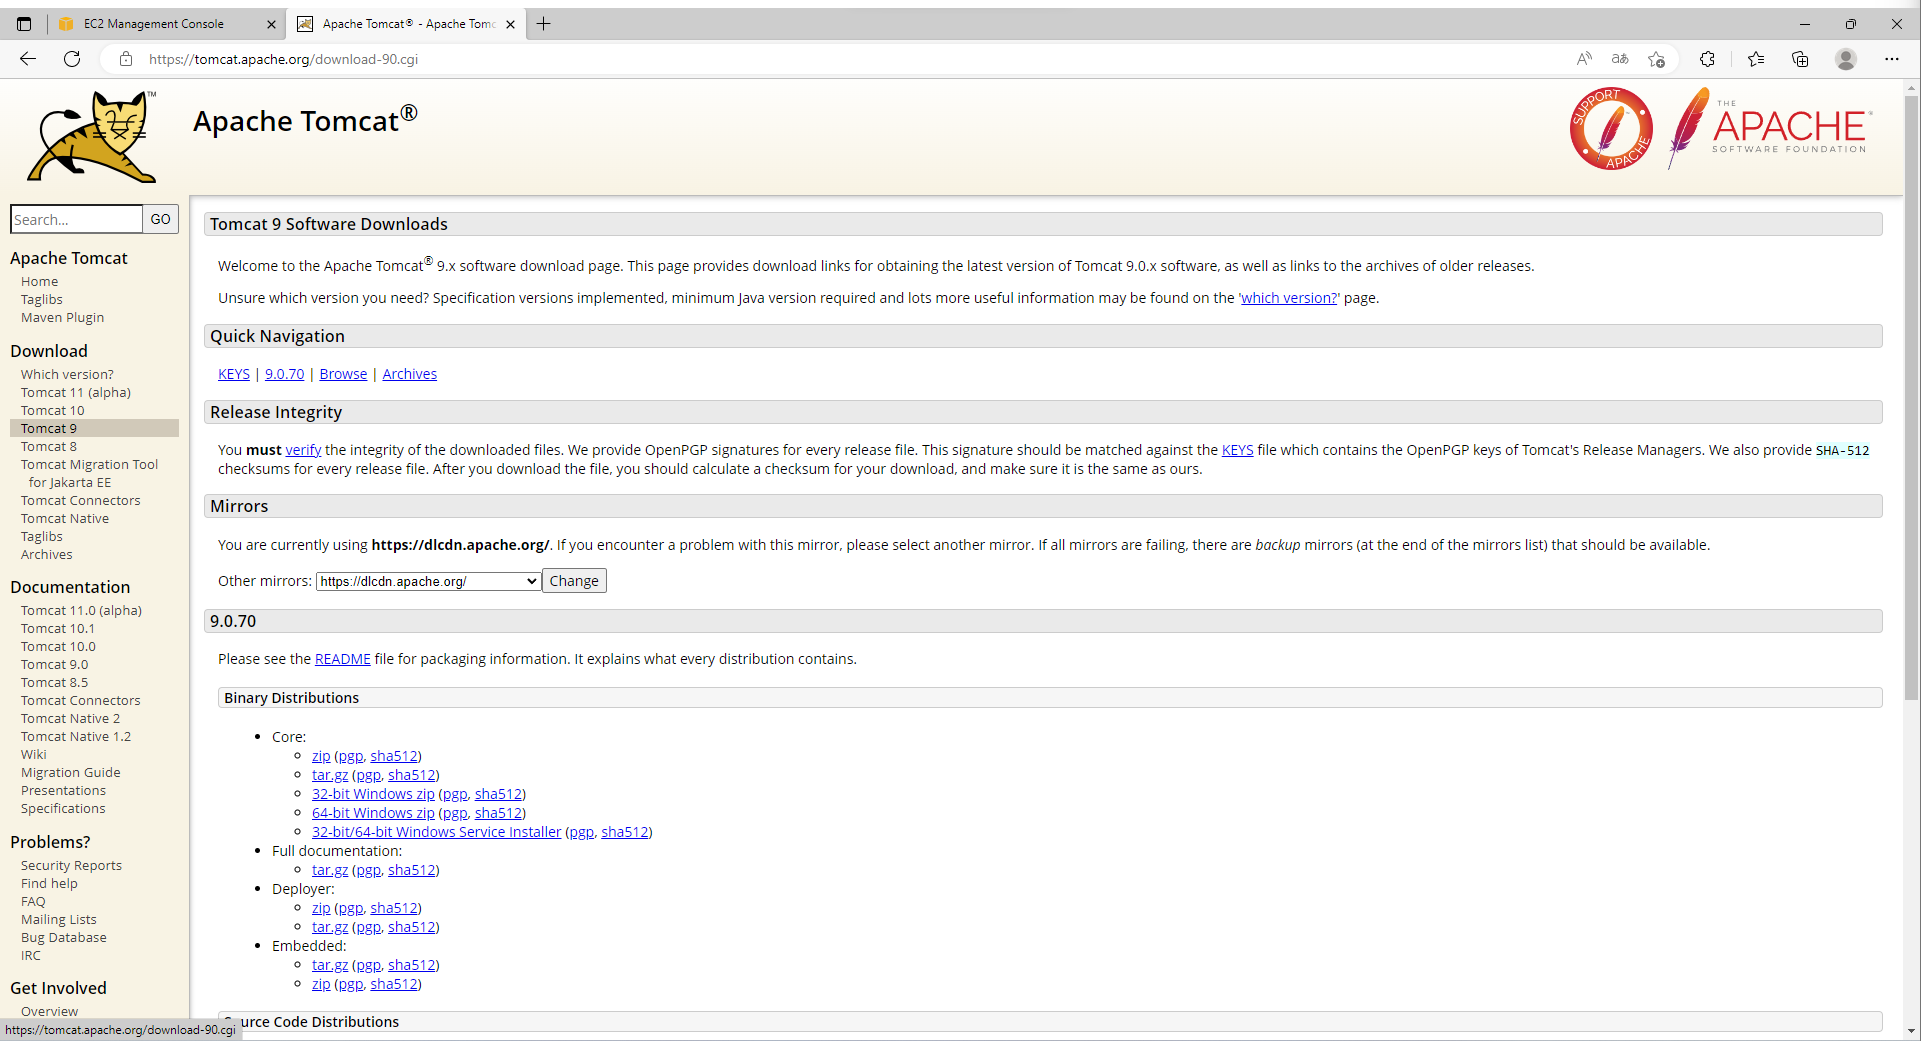 EC2 Management Console
Apache Tomcat® - Apache Tomc
https://tomcat.apache.org/download-90.cgi
TM
Apache Tomcat®
SUPPORT
APACHE
THE
APACHE
SOFTWARE FOUNDATION
Search...
GO
Apache Tomcat
Home
Taglibs
Maven Plugin
Download
Which version?
Tomcat 11 (alpha)
Tomcat 10
Tomcat 9
Tomcat 8
Tomcat Migration Tool
for Jakarta EE
Tomcat Connectors
Tomcat Native
Taglibs
Archives
Documentation
Tomcat 11.0 (alpha)
Tomcat 10.1
Tomcat 10.0
Tomcat 9.0
Tomcat 8.5
Tomcat Connectors
Tomcat Native 2
Tomcat Native 1.2
Wiki
Migration Guide
Presentations
Specifications
Problems?
Security Reports
Find help
FAQ
Mailing Lists
Bug Database
IRC
Get Involved
Overview
https://tomcat.apache.org/download-90.cgi
Tomcat 9 Software Downloads
Welcome to the Apache Tomcat® 9.x software download page. This page provides download links for obtaining the latest version of Tomcat 9.0.x software, as well as links to the archives of older releases.
Unsure which version you need? Specification versions implemented, minimum Java version required and lots more useful information may be found on the 'which version?' page.
Quick Navigation
KEYS | 9.0.70 | Browse | Archives
Release Integrity
You must verify the integrity of the downloaded files. We provide OpenPGP signatures for every release file. This signature should be matched against the KEYS file which contains the OpenPGP keys of Tomcat's Release Managers. We also provide SHA-512
checksums for every release file. After you download the file, you should calculate a checksum for your download, and make sure it is the same as ours.
Mirrors
You are currently using https://dlcdn.apache.org/. If you encounter a problem with this mirror, please select another mirror. If all mirrors are failing, there are backup mirrors (at the end of the mirrors list) that should be available.
Other mirrors: https://dlcdn.apache.org/ Change
9.0.70
Please see the README file for packaging information. It explains what every distribution contains.
Binary Distributions
• Core:
zip (pgp, sha512)
tar.gz (pgp, sha512)
32-bit Windows zip (pgp, sha512)
64-bit Windows zip (pgp, sha512)
32-bit/64-bit Windows Service Installer (pgp, sha512)
• Full documentation:
tar.gz (pgp, sha512)
• Deployer:
zip (pgp, sha512)
tar.gz (pgp, sha512)
• Embedded:
tar.gz (pgp, sha512)
zip (pgp, sha512)
Source Code Distributions